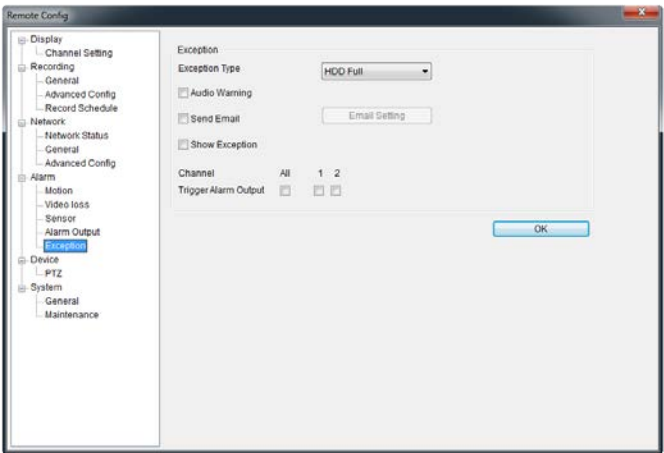 Remote Config
Display
Channel Setting
Recording
General
Advanced Config
Record Schedule
Network
Network Status
General
Advanced Config
Alarm
Motion
Video loss
Sensor
Alarm Output
Exception
Device
PTZ
System
General
Maintenance
Exception
Exception Type HDD Full
Audio Warning
Send Email Email Setting
Show Exception
Channel All 1 2
Trigger Alarm Output
OK